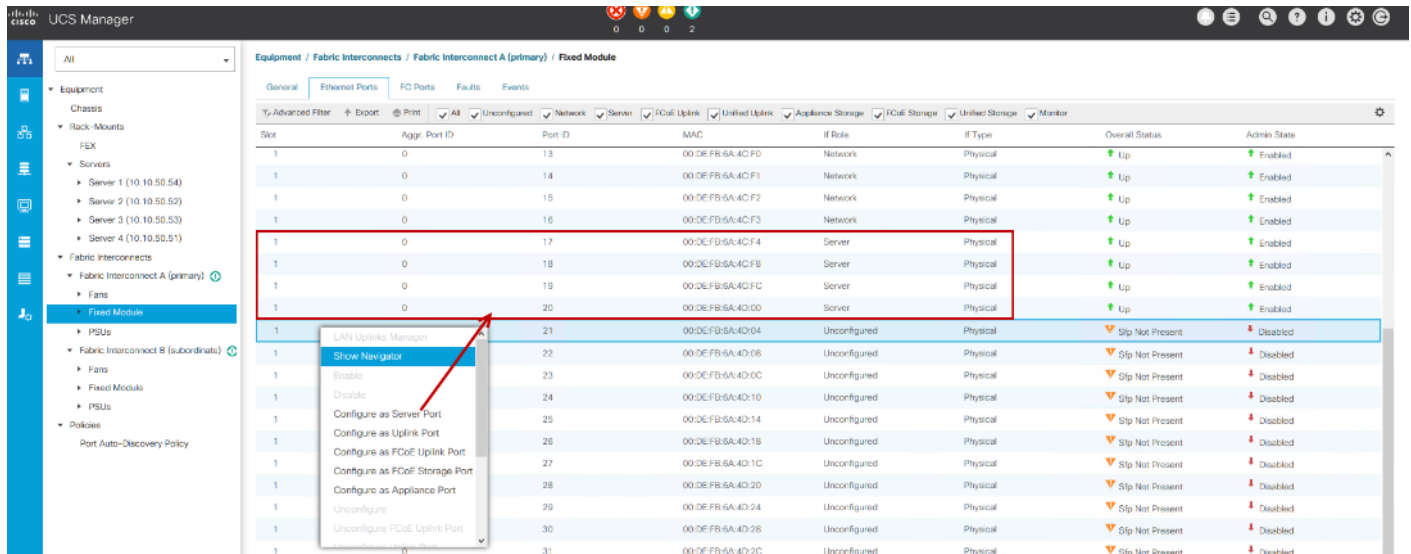 cisco UCS Manager
0 0 0 2
All
Equipment
Chassis
Rack-Mounts
FEX
Servers
Server 1 (10.10.50.54)
Server 2 (10.10.50.52)
Server 3 (10.10.50.53)
Server 4 (10.10.50.51)
Fabric Interconnects
Fabric Interconnect A (primary)
Fans
Fixed Module
PSUs
Fabric Interconnect B (subordinate)
Fans
Fixed Module
PSUs
Policies
Port Auto-Discovery Policy
Equipment / Fabric Interconnects / Fabric Interconnect A (primary) / Fixed Module
General Ethernet Ports FC Ports Faults Events
Advanced Filter Export Print All Unconfigured Network Server FCoE Uplink Unified Uplink Appliance Storage FCoE Storage Unified Storage Monitor
Slot Aggr. Port ID Port ID MAC If Role If Type Overall Status Admin State
1 0 13 00:DE:FB:6A:4C:F0 Network Physical Up Enabled
1 0 14 00:DE:FB:6A:4C:F1 Network Physical Up Enabled
1 0 15 00:DE:FB:6A:4C:F2 Network Physical Up Enabled
1 0 16 00:DE:FB:6A:4C:F3 Network Physical Up Enabled
1 0 17 00:DE:FB:6A:4C:F4 Server Physical Up Enabled
1 0 18 00:DE:FB:6A:4C:F8 Server Physical Up Enabled
1 0 19 00:DE:FB:6A:4C:FC Server Physical Up Enabled
1 0 20 00:DE:FB:6A:4D:00 Server Physical Up Enabled
1 21 00:DE:FB:6A:4D:04 Unconfigured Physical Sfp Not Present Disabled
1 22 00:DE:FB:6A:4D:08 Unconfigured Physical Sfp Not Present Disabled
1 23 00:DE:FB:6A:4D:0C Unconfigured Physical Sfp Not Present Disabled
1 24 00:DE:FB:6A:4D:10 Unconfigured Physical Sfp Not Present Disabled
1 25 00:DE:FB:6A:4D:14 Unconfigured Physical Sfp Not Present Disabled
1 26 00:DE:FB:6A:4D:18 Unconfigured Physical Sfp Not Present Disabled
1 27 00:DE:FB:6A:4D:1C Unconfigured Physical Sfp Not Present Disabled
1 28 00:DE:FB:6A:4D:20 Unconfigured Physical Sfp Not Present Disabled
1 29 00:DE:FB:6A:4D:24 Unconfigured Physical Sfp Not Present Disabled
1 30 00:DE:FB:6A:4D:28 Unconfigured Physical Sfp Not Present Disabled
1 0 31 00:DE:FB:6A:4D:2C Unconfigured Physical Sfp Not Present Disabled
LAN Uplinks Manager
Show Navigator
Enable
Disable
Configure as Server Port
Configure as Uplink Port
Configure as FCoE Uplink Port
Configure as FCoE Storage Port
Configure as Appliance Port
Unconfigure
Unconfigure FCoE Uplink Port
Unconfigure Uplink Port